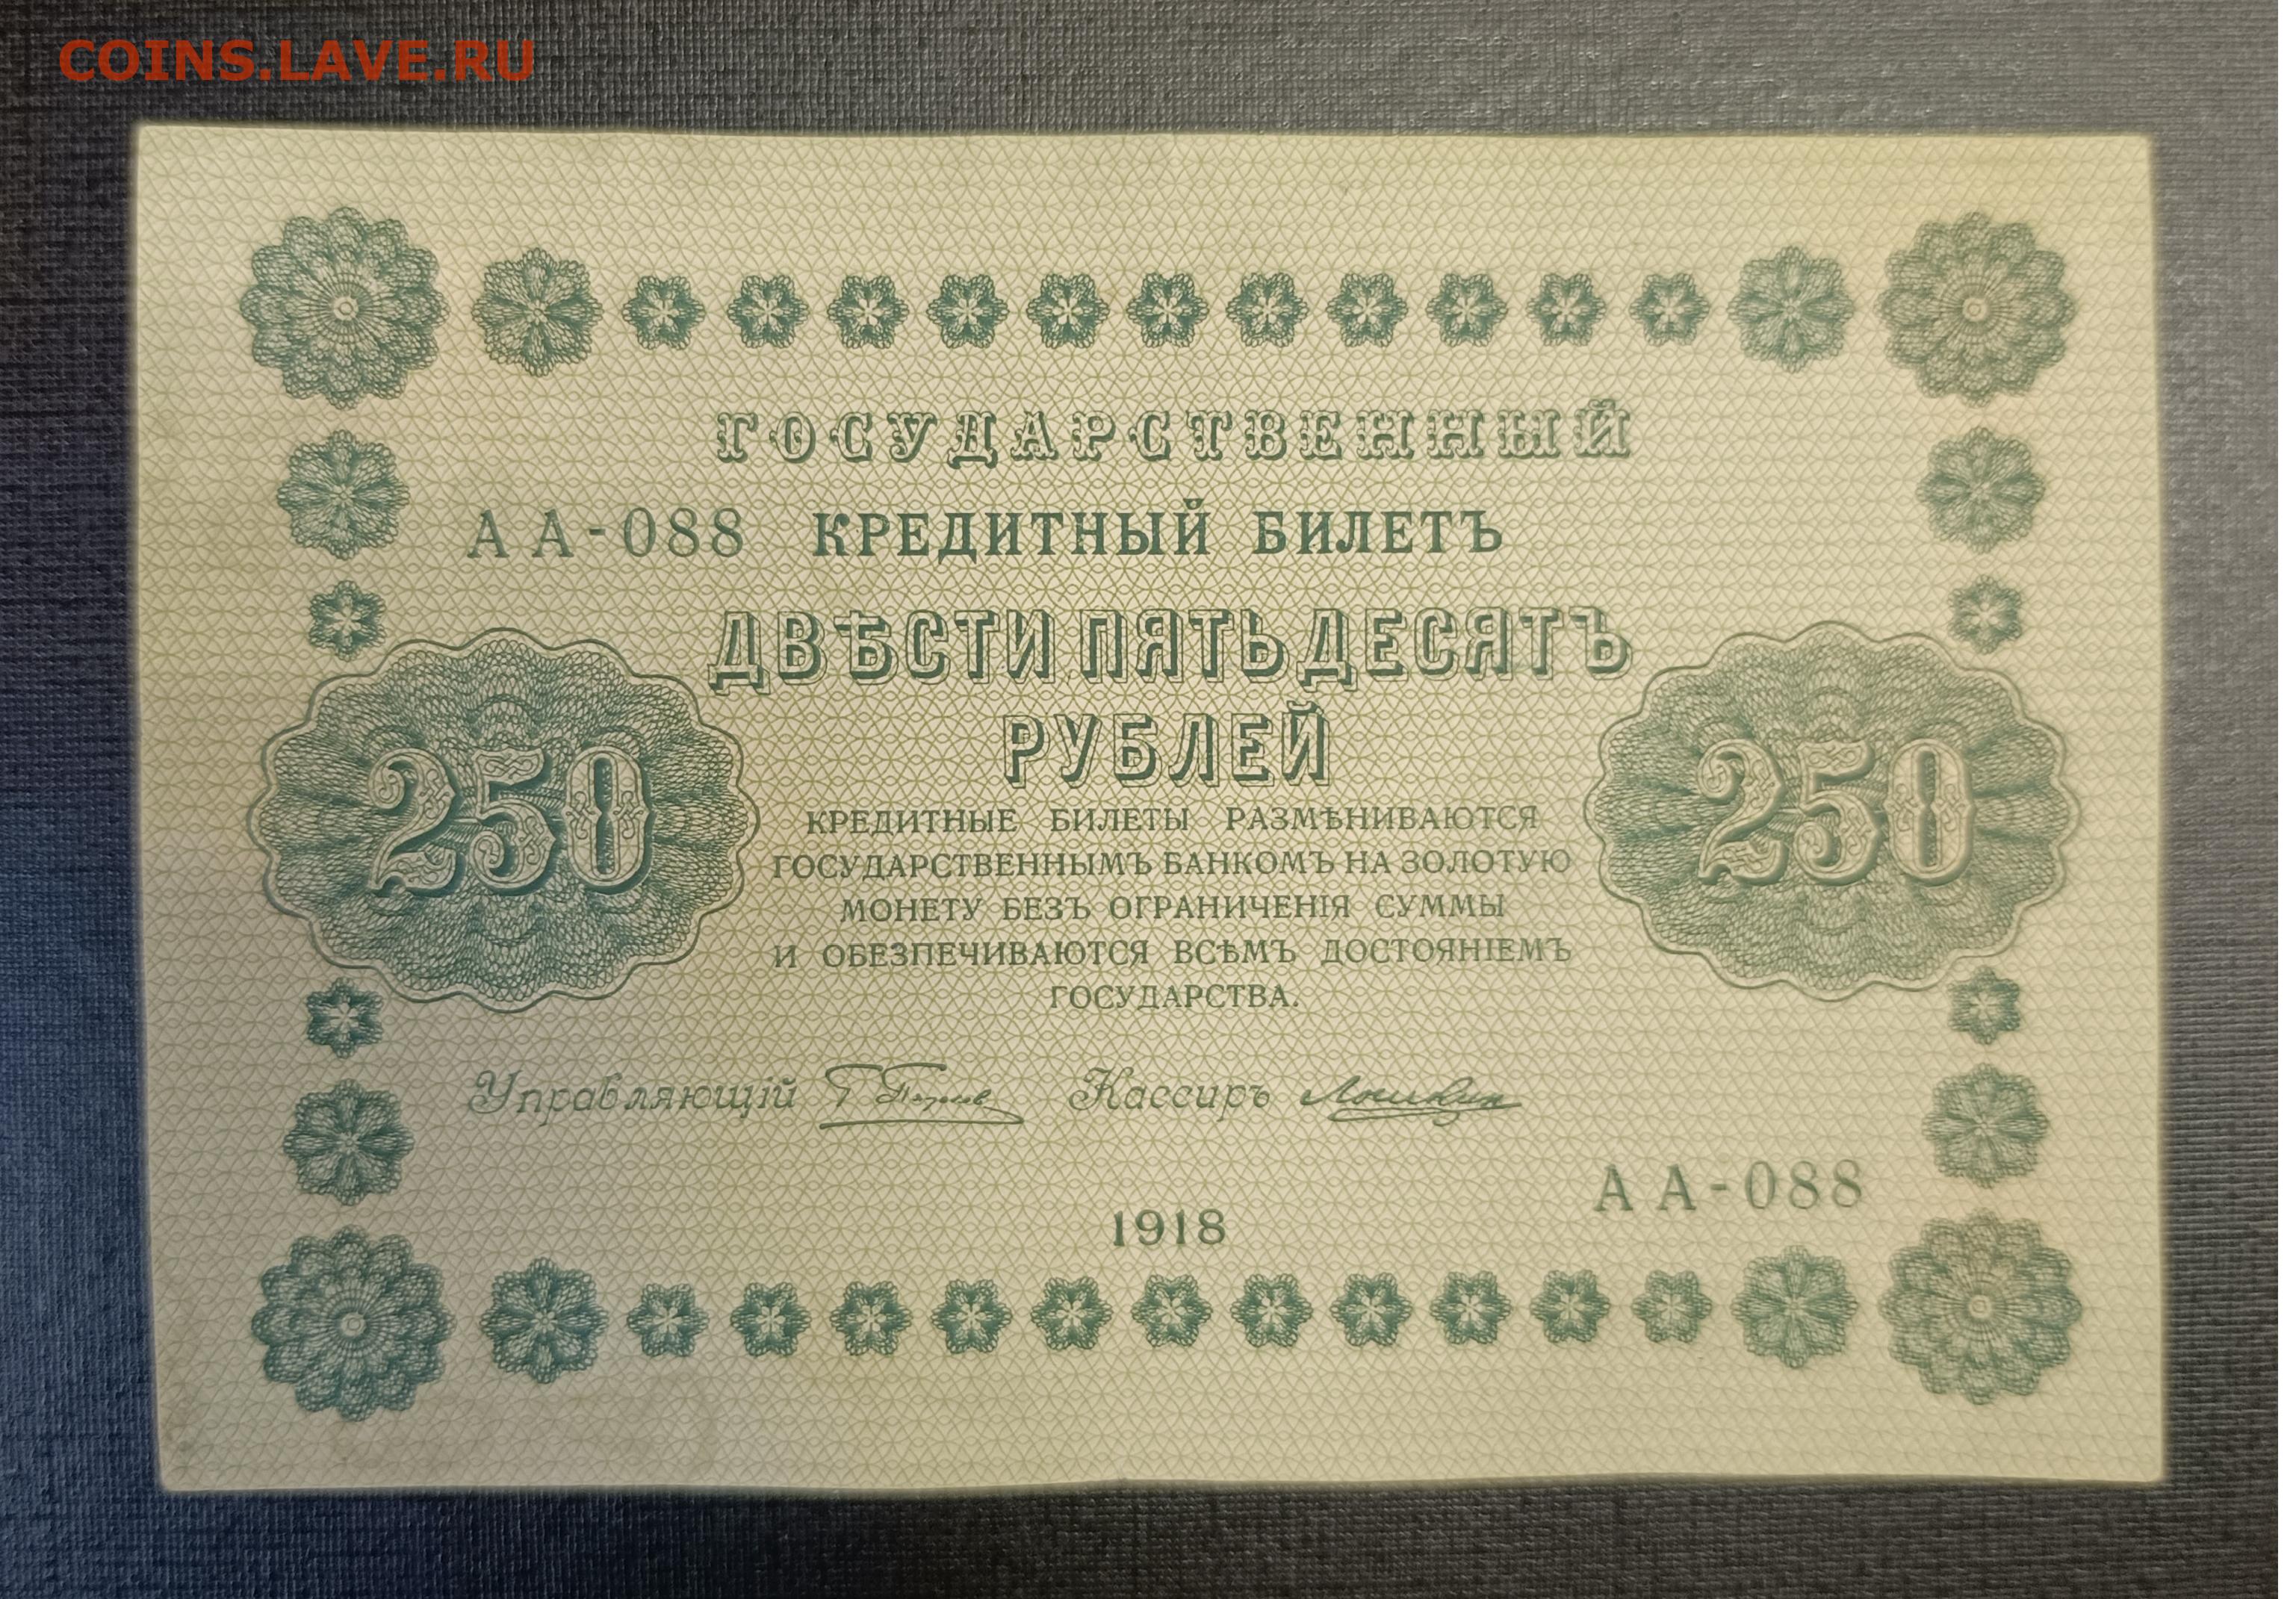 COINS.LAVE.RU
ГОСУДАРСТВЕННЫЙ
АА-088 КРЕДИТНЫЙ БИЛЕТЪ
ДВѢСТИ ПЯТЬДЕСЯТЪ
РУБЛЕЙ
250
250
КРЕДИТНЫЕ БИЛЕТЫ РАЗМѢНИВАЮТСЯ
ГОСУДАРСТВЕННЫМЪ БАНКОМЪ НА ЗОЛОТУЮ
МОНЕТУ БЕЗЪ ОГРАНИЧЕНІЯ СУММЫ
И ОБЕЗПЕЧИВАЮТСЯ ВСѢМЪ ДОСТОЯНІЕМЪ
ГОСУДАРСТВА.
Управляющій Кассиръ
АА-088
1918